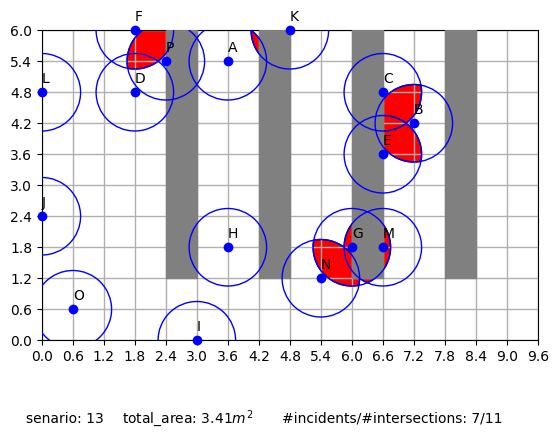 F
K
6.0
P
A
5.4
L
D
C
4.8
B
4.2
E
3.6
3.0
J
2.4
H
G
M
1.8
N
1.2
O
0.6
I
0.0
0.0 0.6 1.2 1.8 2.4 3.0 3.6 4.2 4.8 5.4 6.0 6.6 7.2 7.8 8.4 9.0 9.6
senario: 13 total_area: 3.41m² #incidents/#intersections: 7/11